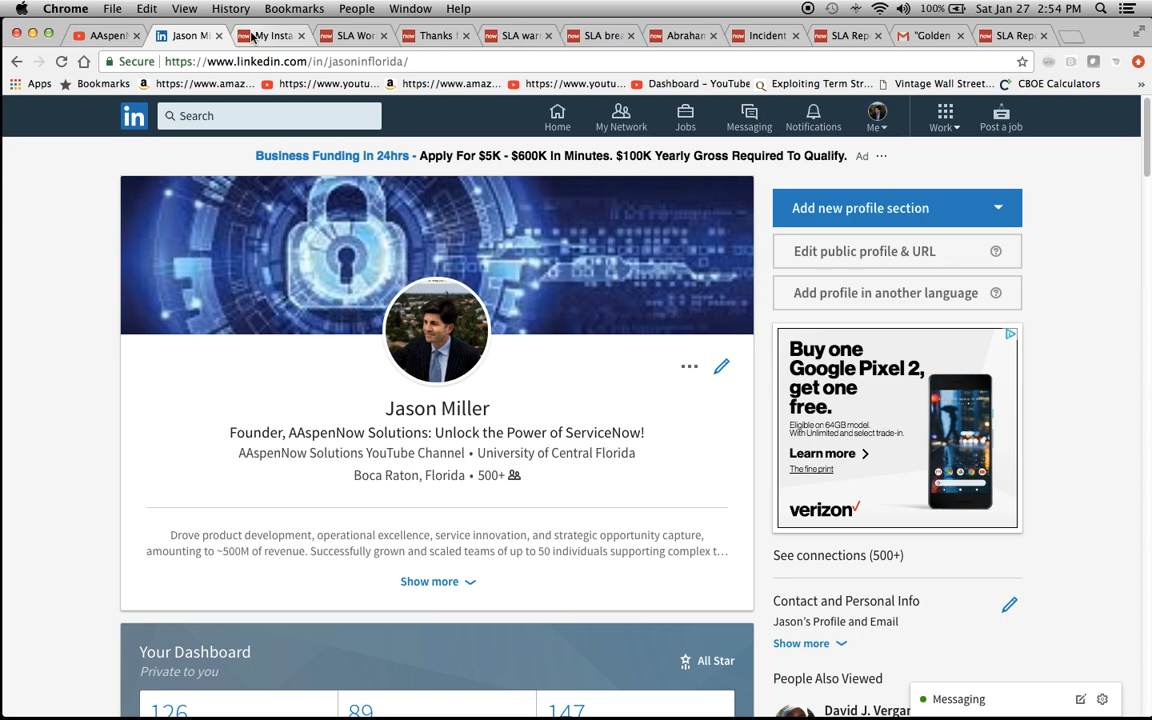 Chrome File Edit View History Bookmarks People Window Help 100% Sat Jan 27 2:54 PM
AAspenN Jason Mi My Insta SLA Wor Thanks SLA warn SLA brea Abraham Incident SLA Rep "Golden SLA Repo
Secure https://www.linkedin.com/in/jasoninflorida/
Apps Bookmarks https://www.amaz... https://www.youtu... https://www.amaz... https://www.youtu... Dashboard – YouTube Exploiting Term Str... Vintage Wall Street... CBOE Calculators »
in Search Home My Network Jobs Messaging Notifications Me Work Post a job
Business Funding in 24hrs - Apply For $5K - $600K In Minutes. $100K Yearly Gross Required To Qualify. Ad ...
Add new profile section
Edit public profile & URL
Add profile in another language
Jason Miller
Founder, AAspenNow Solutions: Unlock the Power of ServiceNow!
AAspenNow Solutions YouTube Channel • University of Central Florida
Boca Raton, Florida • 500+
Drove product development, operational excellence, service innovation, and strategic opportunity capture,
amounting to ~500M of revenue. Successfully grown and scaled teams of up to 50 individuals supporting complex t...
Show more
Your Dashboard
Private to you
All Star
126 89 147
Buy one
Google Pixel 2,
get one
free.
Eligible on 64GB model.
With Unlimited and select trade-in.
Learn more
The fine print
verizon
See connections (500+)
Contact and Personal Info
Jason's Profile and Email
Show more
People Also Viewed
David J. Vergar
Messaging